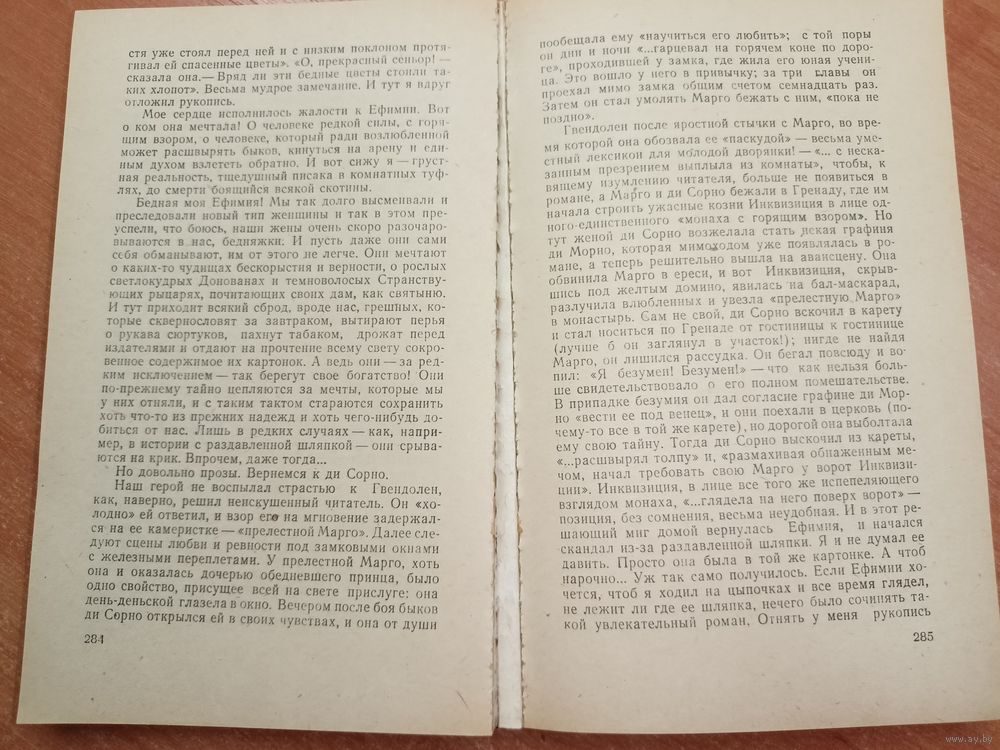 стя уже стоял перед ней и с низким поклоном протя-
гивал ей спасенные цветы». «О, прекрасный сеньор! —
сказала она.— Вряд ли эти бедные цветы стоили та-
ких хлопот». Весьма мудрое замечание. И тут я вдруг
отложил рукопись.
Мое сердце исполнилось жалости к Ефимии. Вот
о ком она мечтала! О человеке редкой силы, с горя-
щим взором, о человеке, который ради возлюбленной
может расшвырять быков, кинуться на арену и еди-
ным духом взлететь обратно. И вот сижу я — груст-
ная реальность, тщедушный писака в комнатных туф-
лях, до смерти боящийся всякой скотины.
Бедная моя Ефимия! Мы так долго высмеивали и
преследовали новый тип женщины и так в этом пре-
успели, что боюсь, наши жены очень скоро разочаро-
вываются в нас, бедняжки. И пусть даже они сами
себя обманывают, им от этого не легче. Они мечтают
о каких-то чудищах бескорыстия и верности, о рослых
светлокудрых Донованах и темноволосых Странству-
ющих рыцарях, почитающих своих дам, как святыню.
И тут приходит всякий сброд, вроде нас, грешных, ко-
торые сквернословят за завтраком, вытирают перья
о рукава сюртуков, пахнут табаком, дрожат перед
издателями и отдают на прочтение всему свету сокро-
венное содержимое их картонок. А ведь они — за ред-
ким исключением — так берегут свое богатство! Они
по-прежнему тайно цепляются за мечты, которые мы
у них отняли, и с таким тактом стараются сохранить
хоть что-то из прежних надежд и хоть чего-нибудь до-
биться от нас. Лишь в редких случаях — как, напри-
мер, в истории с раздавленной шляпкой — они срыва-
ются на крик. Впрочем, даже тогда...
Но довольно прозы. Вернемся к ди Сорно.
Наш герой не воспылал страстью к Гвендолен,
как, наверно, решил неискушенный читатель. Он «хо-
лодно» ей ответил, и взор его на мгновение задержал-
ся на ее камеристке — «прелестной Марго». Далее сле-
дуют сцены любви и ревности под замковыми окнами
с железными переплетами. У прелестной Марго, хоть
она и оказалась дочерью обедневшего принца, было
одно свойство, присущее всей на свете прислуге: она
день-деньской глазела в окно. Вечером после боя быков
ди Сорно открылся ей в своих чувствах, и она от души
284
пообещала ему «научиться его любить»; с той поры
он дни и ночи «...гарцевал на горячем коне по доро-
ге», проходившей у замка, где жила его юная учени-
ца. Это вошло у него в привычку; за три главы он
проехал мимо замка общим счетом семнадцать раз.
Затем он стал умолять Марго бежать с ним, «пока не
поздно».
Гвендолен после яростной стычки с Марго, во вре-
мя которой она обозвала ее «паскудой» — весьма уме-
стный лексикон для молодой дворянки! — «... с неска-
занным презрением выплыла из комнаты», чтобы, к
вящему изумлению читателя, больше не появиться в
романе, а Марго и ди Сорно бежали в Гренаду, где им
начала строить ужасные козни Инквизиция в лице од-
ного-единственного «монаха с горящим взором». Но
тут женой ди Сорно возжелала стать некая графиня
ди Морно, которая мимоходом уже появлялась в ро-
мане, а теперь решительно вышла на авансцену. Она
обвинила Марго в ереси, и вот Инквизиция, скрыв-
шись под желтым домино, явилась на бал-маскарад,
разлучила влюбленных и увезла «прелестную Марго»
в монастырь. Сам не свой, ди Сорно вскочил в карету
и стал носиться по Гренаде от гостиницы к гостинице
(лучше б он заглянул в участок!); нигде не найдя
Марго, он лишился рассудка. Он бегал повсюду и во-
пил: «Я безумен! Безумен!» — что как нельзя боль-
ше свидетельствовало о его полном помешательстве.
В припадке безумия он дал согласие графине ди Мор-
но «вести ее под венец», и они поехали в церковь (по-
чему-то все в той же карете), но дорогой она выболтала
ему свою тайну. Тогда ди Сорно выскочил из кареты,
«...расшвырял толпу» и, «размахивая обнаженным ме-
чом, начал требовать свою Марго у ворот Инквизи-
ции». Инквизиция, в лице все того же испепеляющего
взглядом монаха, «...глядела на него поверх ворот» —
позиция, без сомнения, весьма неудобная. И в этот ре-
шающий миг домой вернулась Ефимия, и начался
скандал из-за раздавленной шляпки. Я и не думал ее
давить. Просто она была в той же картонке. А чтоб
нарочно... Уж так само получилось. Если Ефимии хо-
чется, чтоб я ходил на цыпочках и все время глядел,
не лежит ли где ее шляпка, нечего было сочинять та-
кой увлекательный роман. Отнять у меня рукопись
285
www.ay.by